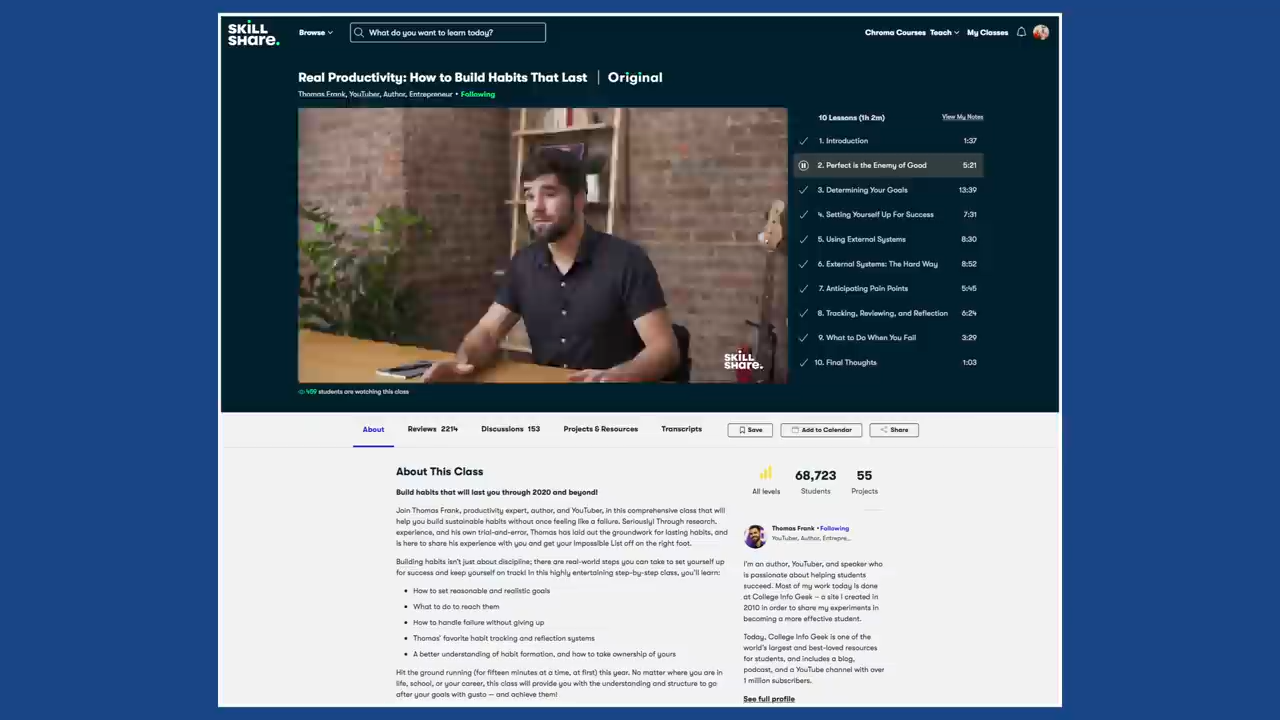 SKILL
SHare.
Browse
What do you want to learn today?
Chroma Courses
Teach
My Classes
Real Productivity: How to Build Habits That Last | Original
Thomas Frank, YouTuber, Author, Entrepreneur • Following
10 Lessons (1h 2m)
View My Notes
1. Introduction 1:37
2. Perfect is the Enemy of Good 5:21
3. Determining Your Goals 13:39
4. Setting Yourself Up For Success 7:31
5. Using External Systems 8:30
6. External Systems: The Hard Way 8:52
7. Anticipating Pain Points 5:45
8. Tracking, Reviewing, and Reflection 6:24
9. What to Do When You Fail 3:29
10. Final Thoughts 1:03
SKILL
SHare.
459 students are watching this class
About
Reviews 2214
Discussions 153
Projects & Resources
Transcripts
Save
Add to Calendar
Share
About This Class
Build habits that will last you through 2020 and beyond!
Join Thomas Frank, productivity expert, author, and YouTuber, in this comprehensive class that will
help you build sustainable habits without once feeling like a failure. Seriously! Through research,
experience, and his own trial-and-error, Thomas has laid out the groundwork for lasting habits, and
is here to share his experience with you and get your Impossible List off on the right foot.
Building habits isn't just about discipline; there are real-world steps you can take to set yourself up
for success and keep yourself on track! In this highly entertaining step-by-step class, you'll learn:
• How to set reasonable and realistic goals
• What to do to reach them
• How to handle failure without giving up
• Thomas' favorite habit tracking and reflection systems
• A better understanding of habit formation, and how to take ownership of yours
Hit the ground running (for fifteen minutes at a time, at first) this year. No matter where you are in
life, school, or your career, this class will provide you with the understanding and structure to go
after your goals with gusto — and achieve them!
All levels
68,723
Students
55
Projects
Thomas Frank • Following
YouTuber, Author, Entrepre...
I'm an author, YouTuber, and speaker who
is passionate about helping students
succeed. Most of my work today is done
at College Info Geek – a site I created in
2010 in order to share my experiments in
becoming a more effective student.
Today, College Info Geek is one of the
world's largest and best-loved resources
for students, and includes a blog,
podcast, and a YouTube channel with over
1 million subscribers.
See full profile